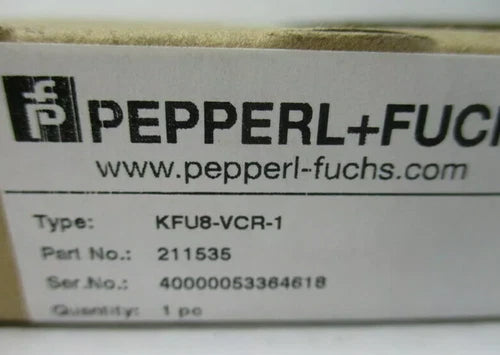 PEPPERL+FUCH
www.pepperl-fuchs.com
Type: KFU8-VCR-1
Part No.: 211535
Ser.No.: 40000053364618
Quantity: 1 pc